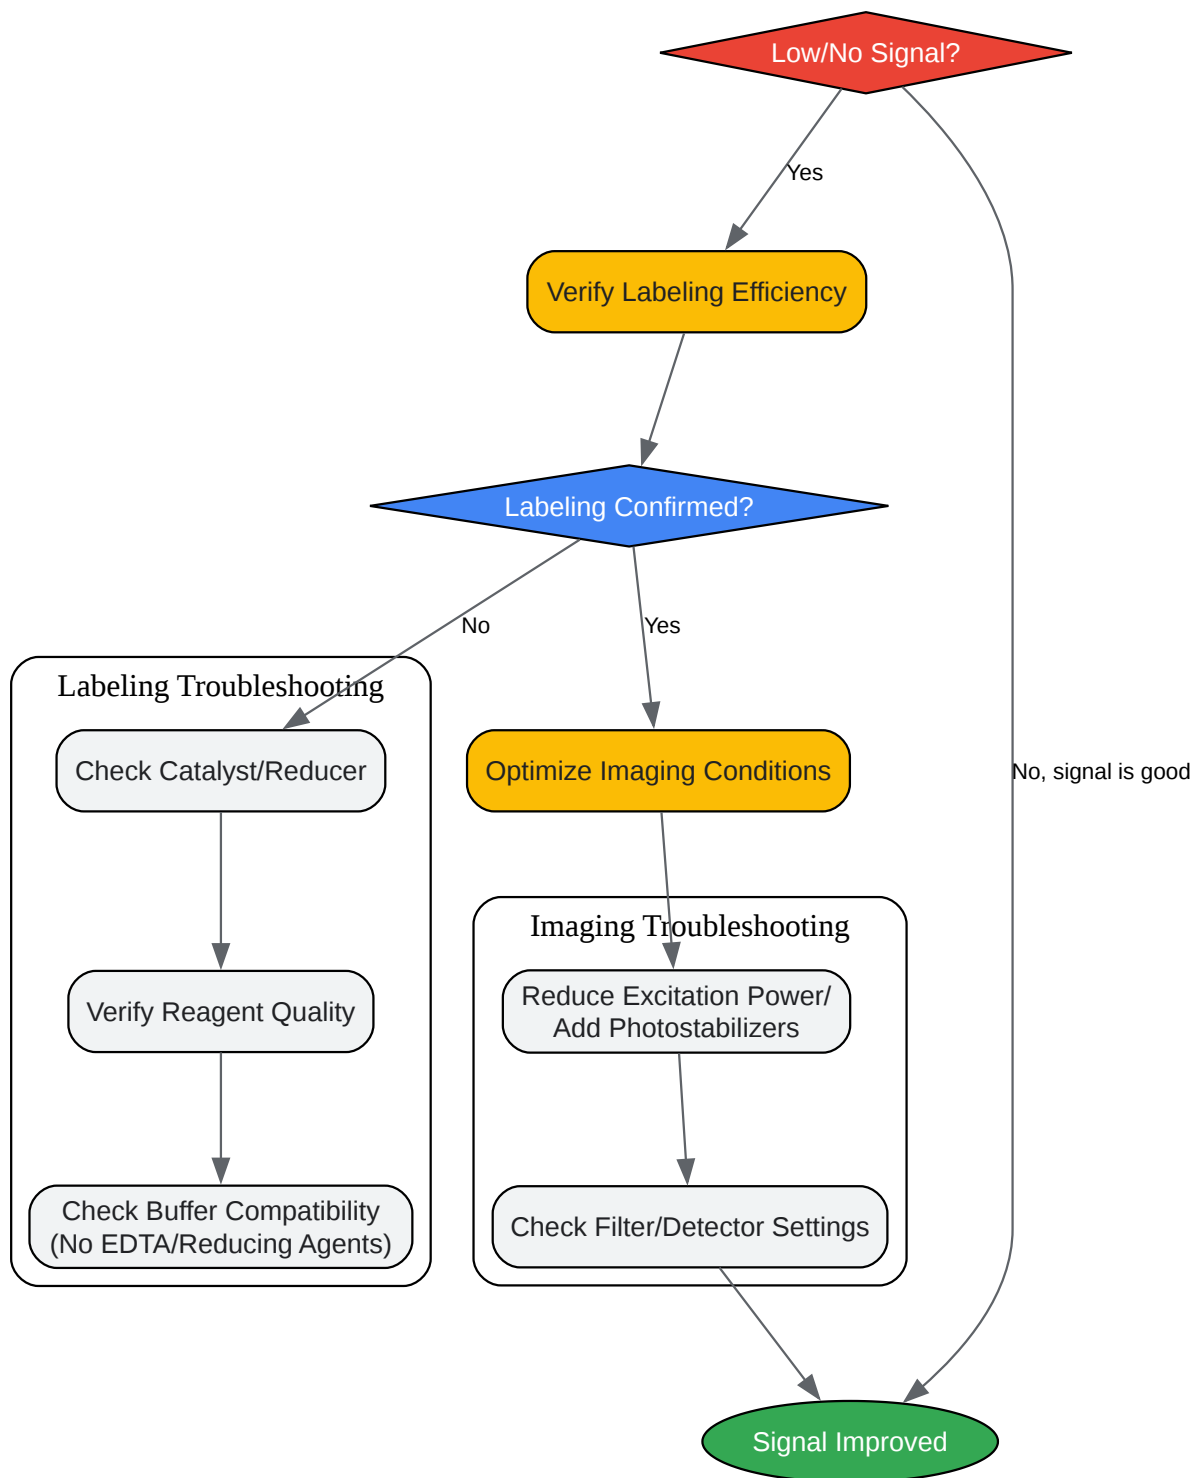 Low/No Signal?
Yes
Verify Labeling Efficiency
Labeling Confirmed?
No
Yes
Labeling Troubleshooting
Check Catalyst/Reducer
Optimize Imaging Conditions
No, signal is good
Imaging Troubleshooting
Verify Reagent Quality
Reduce Excitation Power/
Add Photostabilizers
Check Buffer Compatibility
(No EDTA/Reducing Agents)
Check Filter/Detector Settings
Signal Improved